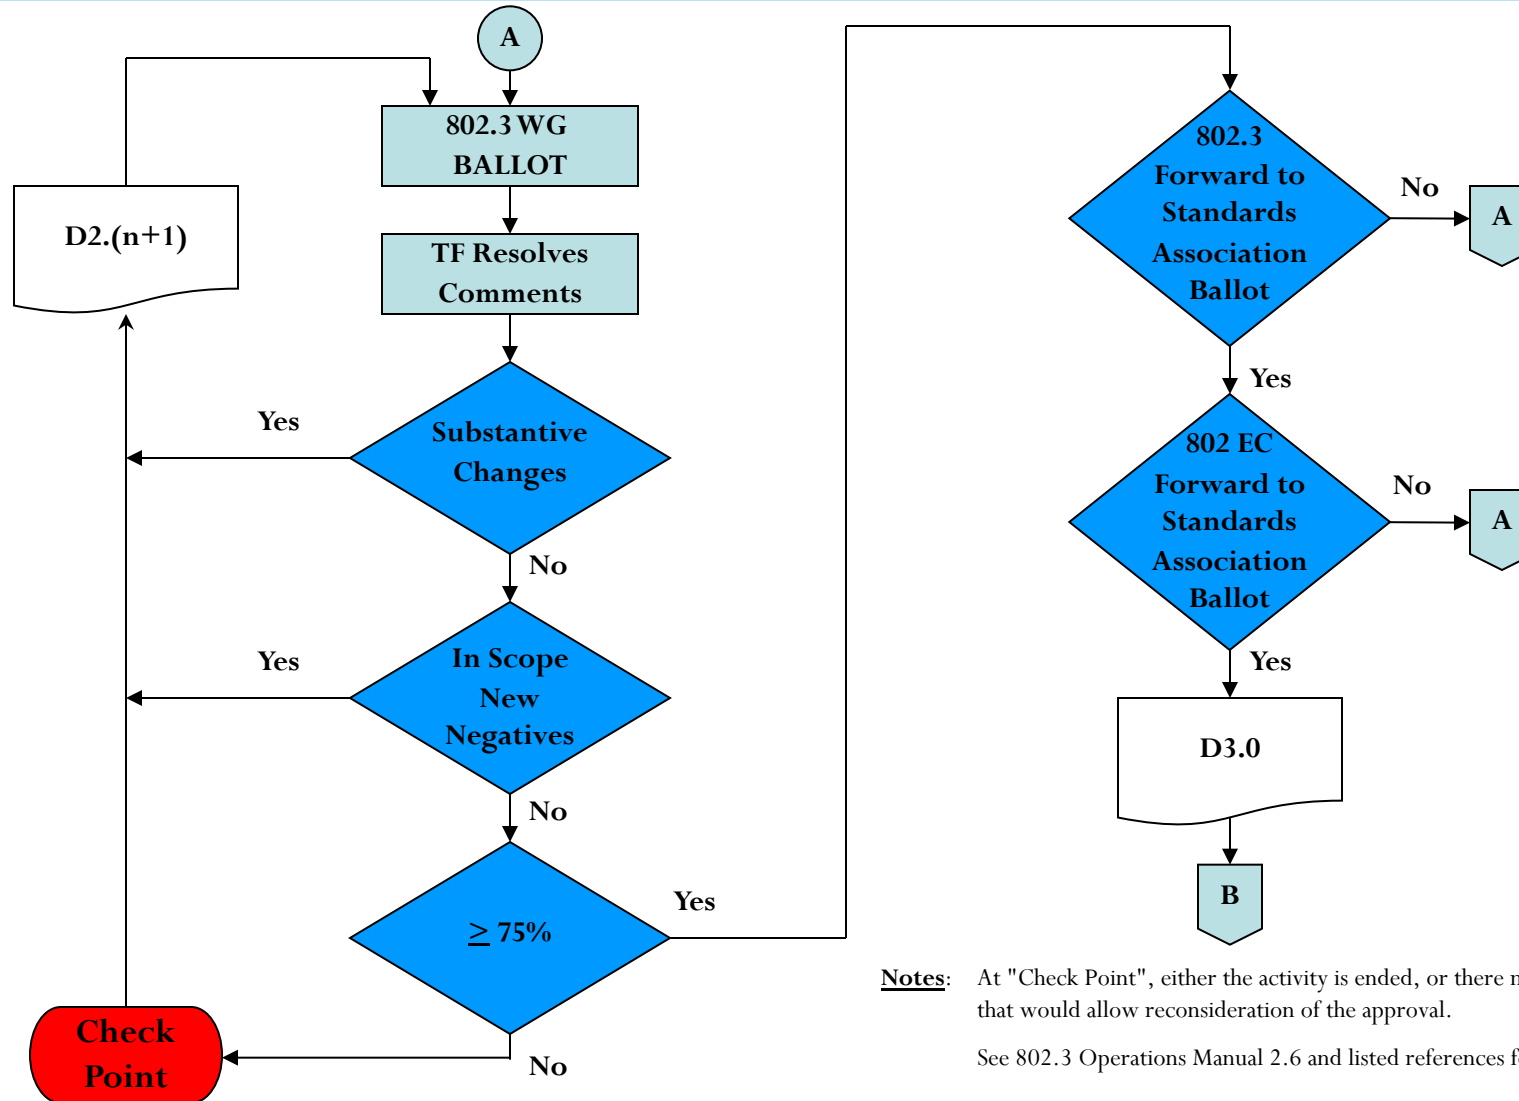 A
802.3 WG
BALLOT
D2.(n+1)
TF Resolves
Comments
Yes
Substantive
Changes
No
Yes
In Scope
New
Negatives
No
≥ 75%
Yes
Check
Point
No
802.3
Forward to
Standards
Association
Ballot
No
A
Yes
802 EC
Forward to
Standards
Association
Ballot
No
A
Yes
D3.0
B
Notes: At "Check Point", either the activity is ended, or there
that would allow reconsideration of the approval.
See 802.3 Operations Manual 2.6 and listed references